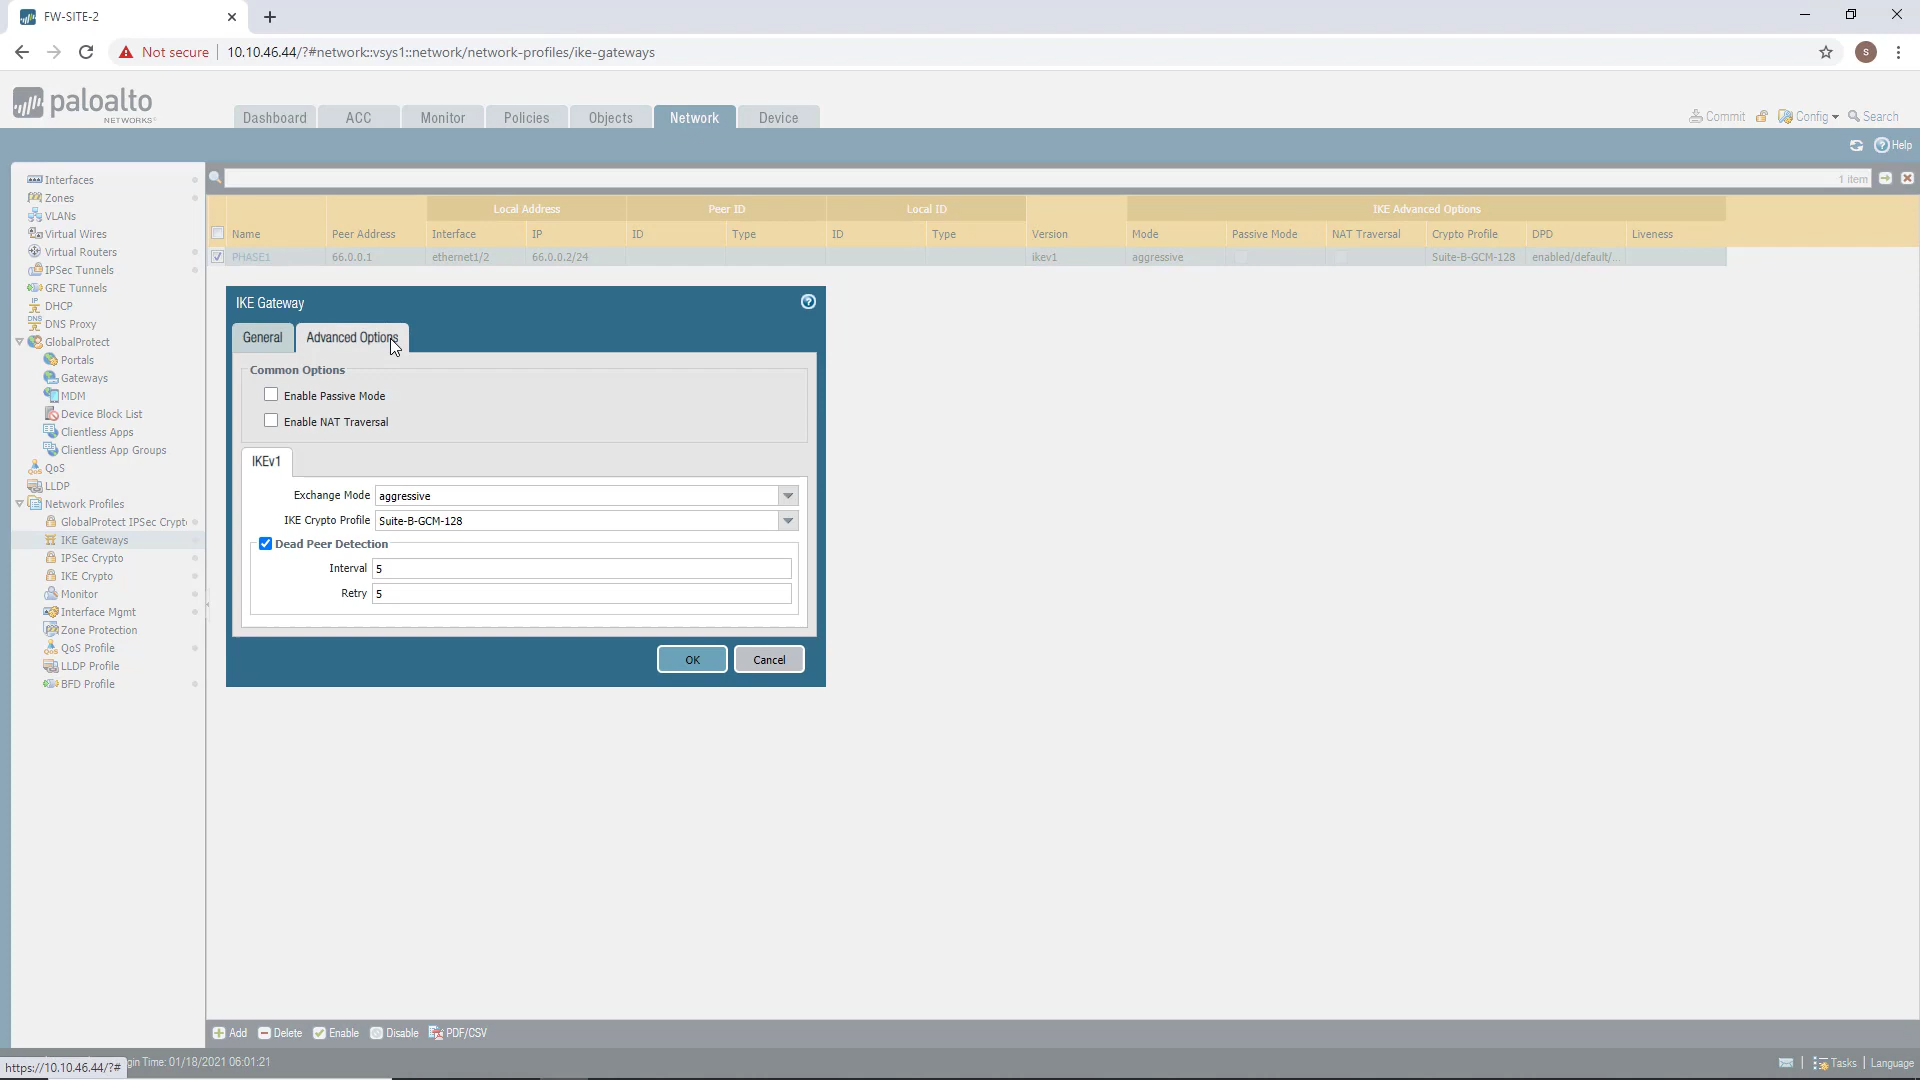 FW-SITE-2
Not secure
10.10.46.44/?#network::vsys1::network/network-profiles/ike-gateways
s
paloalto
NETWORKS®
Dashboard
ACC
Monitor
Policies
Objects
Network
Device
Commit
Config
Search
Help
Interfaces
Zones
VLANs
Virtual Wires
Virtual Routers
IPSec Tunnels
GRE Tunnels
DHCP
DNS Proxy
GlobalProtect
Portals
Gateways
MDM
Device Block List
Clientless Apps
Clientless App Groups
QoS
LLDP
Network Profiles
GlobalProtect IPSec Crypt
IKE Gateways
IPSec Crypto
IKE Crypto
Monitor
Interface Mgmt
Zone Protection
QoS Profile
LLDP Profile
BFD Profile
1 item
Local Address Peer ID Local ID IKE Advanced Options
Name Peer Address Interface IP ID Type ID Type Version Mode Passive Mode NAT Traversal Crypto Profile DPD Liveness
PHASE1 66.0.0.1 ethernet1/2 66.0.0.2/24 ikev1 aggressive Suite-B-GCM-128 enabled/default/...
IKE Gateway
General
Advanced Options
Common Options
Enable Passive Mode
Enable NAT Traversal
IKEv1
Exchange Mode aggressive
IKE Crypto Profile Suite-B-GCM-128
Dead Peer Detection
Interval 5
Retry 5
OK
Cancel
Add
Delete
Enable
Disable
PDF/CSV
https://10.10.46.44/?#
gin Time: 01/18/2021 06:01:21
Tasks
Language